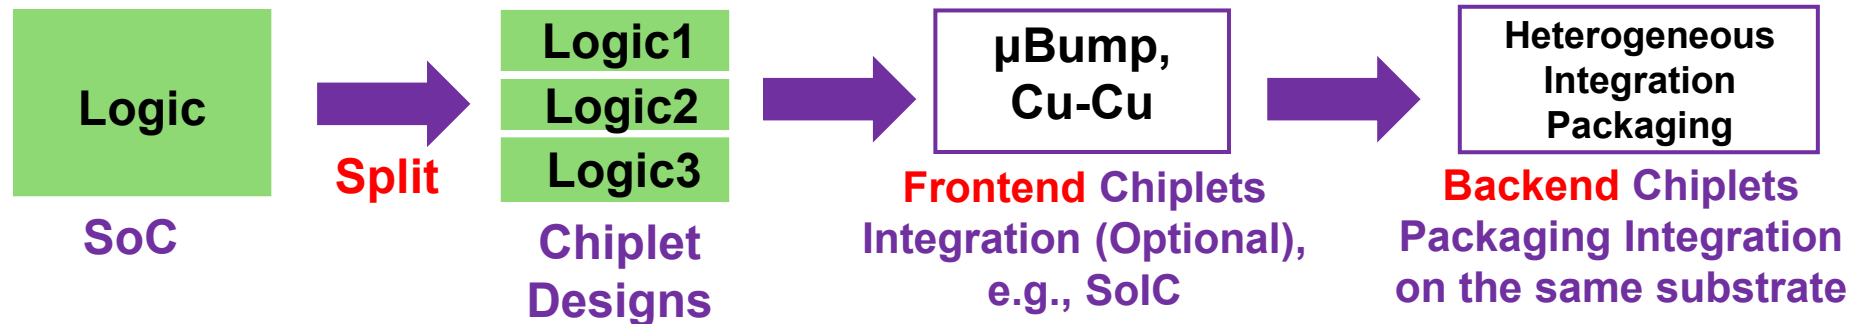 Logic
SoC
Split
Logic1
Logic2
Logic3
Chiplet
Designs
µBump,
Cu-Cu
Frontend Chiplets
Integration (Optional),
e.g., SoIC
Heterogeneous
Integration
Packaging
Backend Chiplets
Packaging Integration
on the same substrate